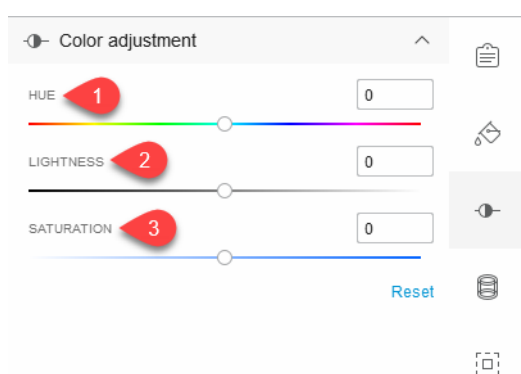 Color adjustment
HUE 1 0
LIGHTNESS 2 0
SATURATION 3 0
Reset